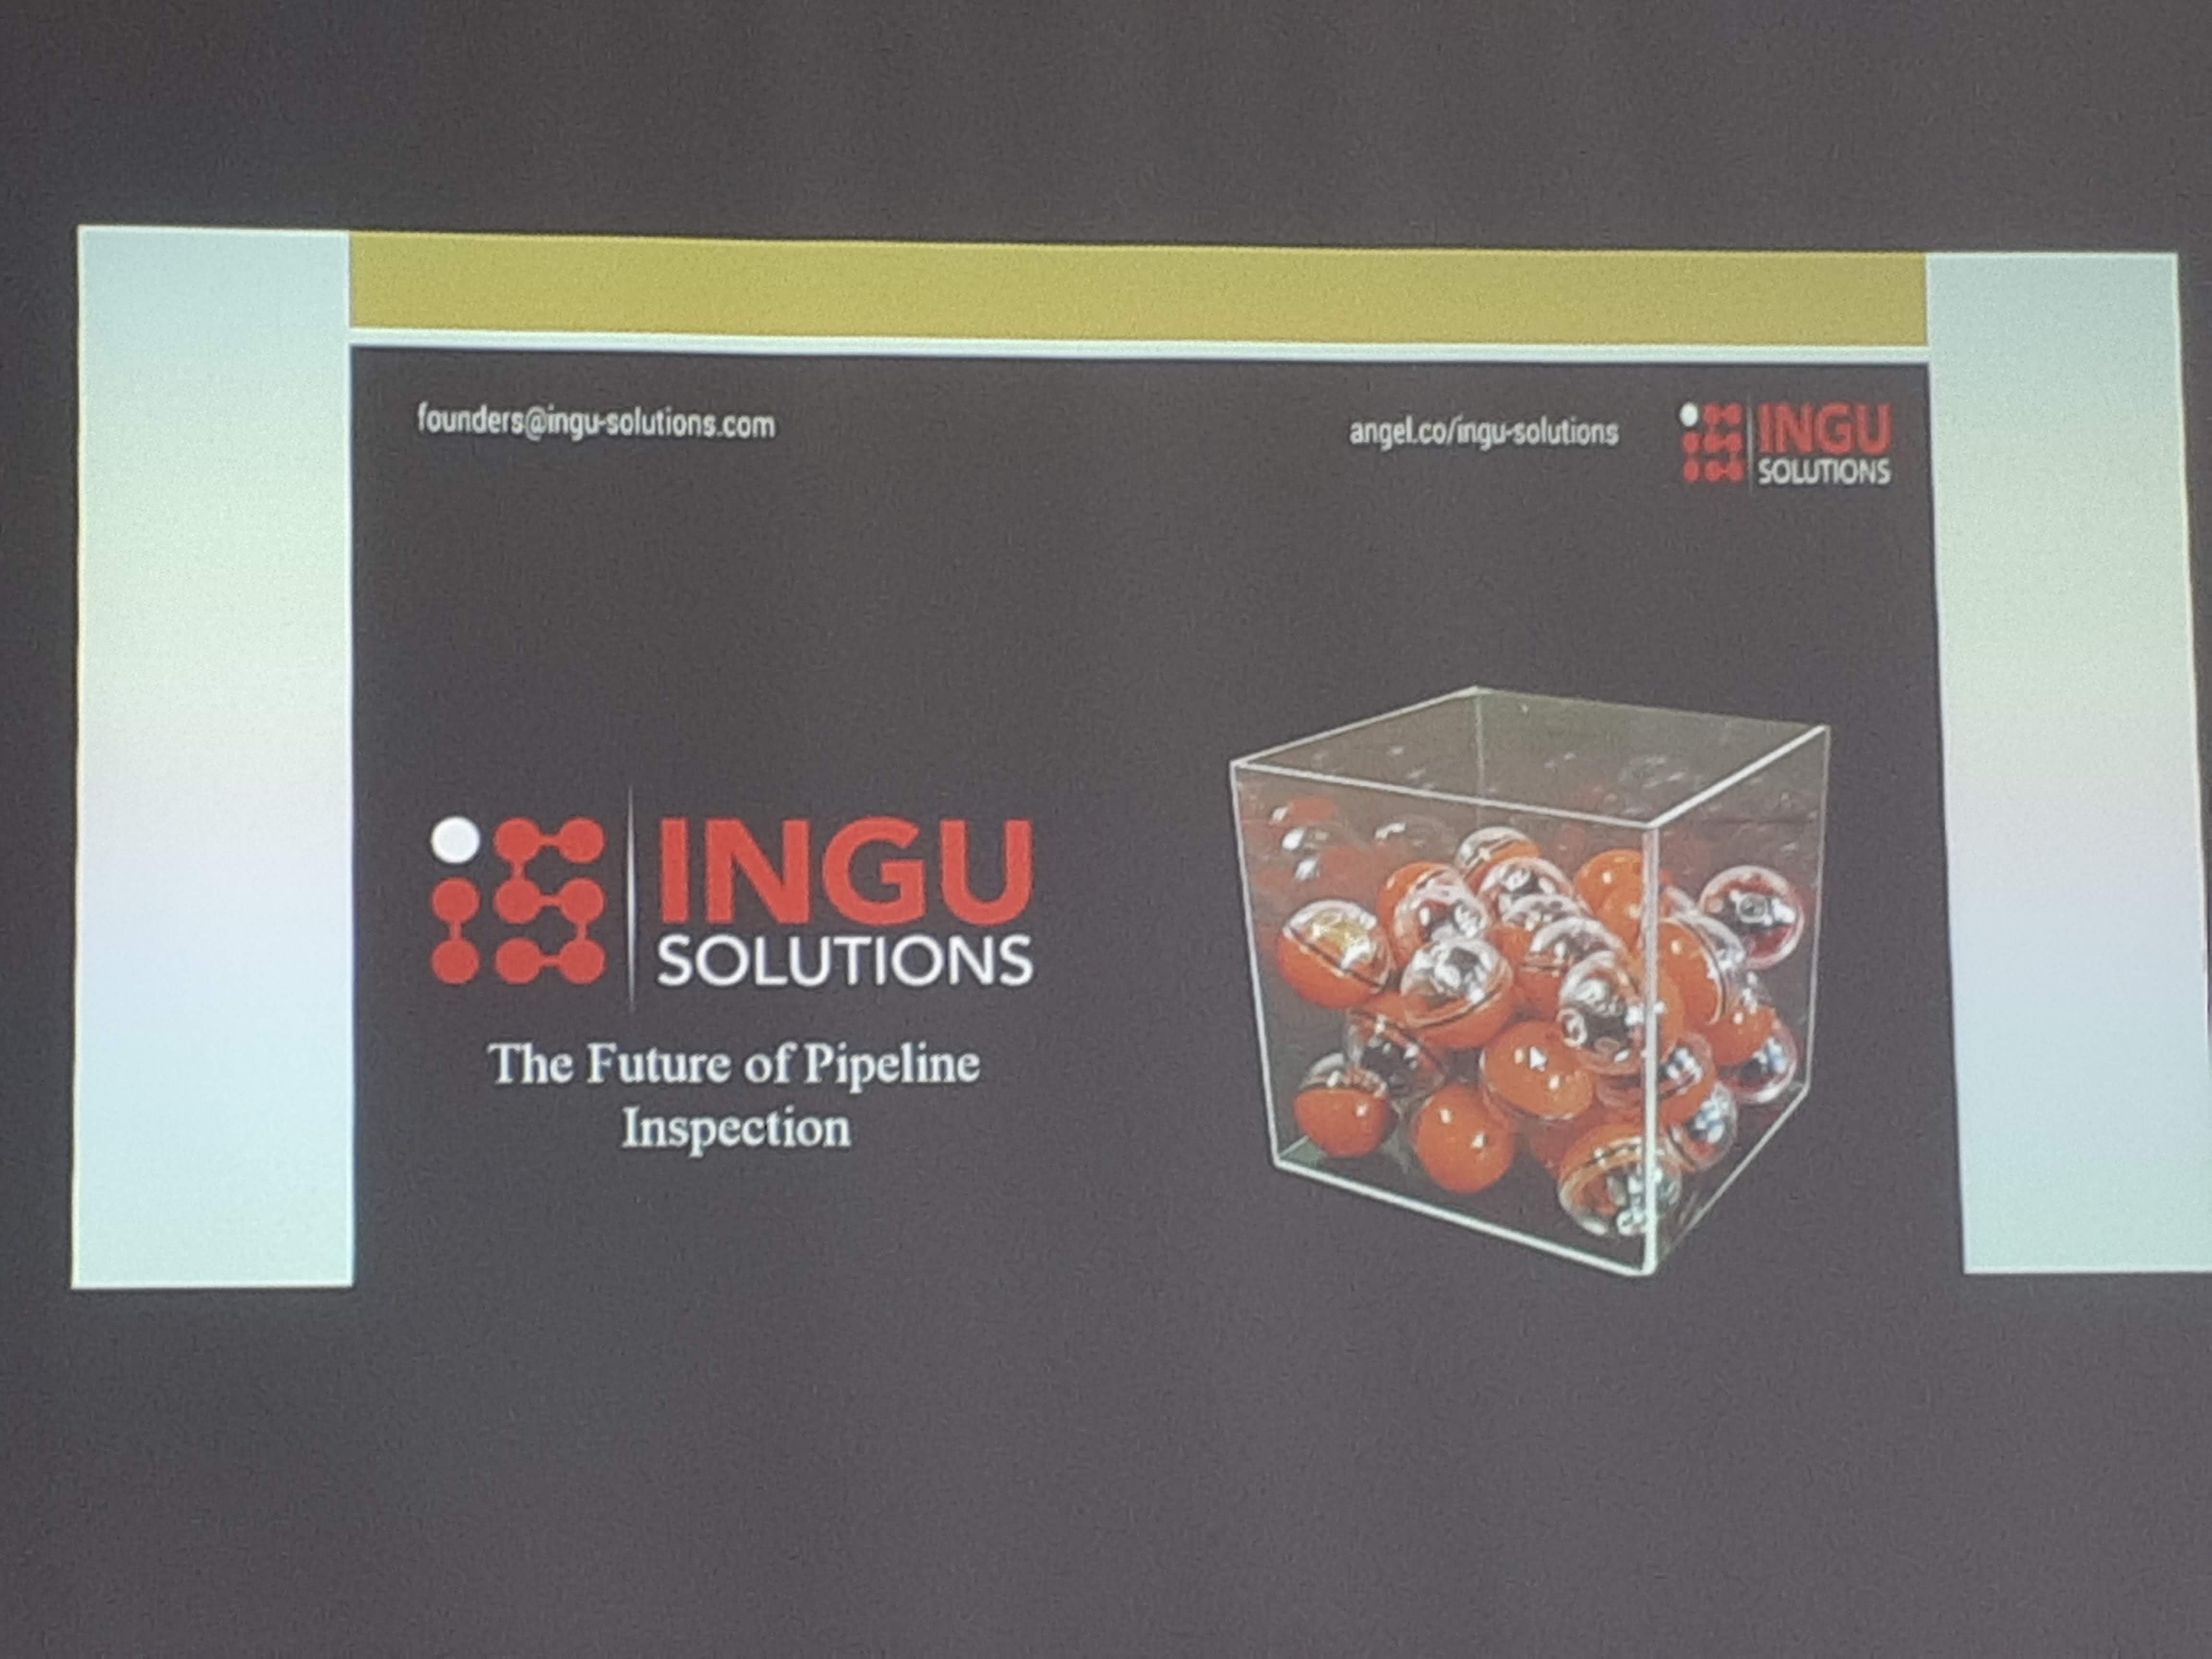 founders@ingu-solutions.com
angel.co/ingu-solutions
INGU
SOLUTIONS
INGU
SOLUTIONS
The Future of Pipeline
Inspection